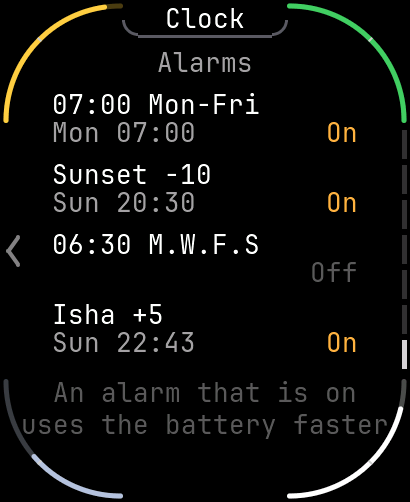 Clock
Alarms
07:00 Mon-Fri
Mon 07:00 On
Sunset -10
Sun 20:30 On
06:30 M.W.F.S
Off
Isha +5
Sun 22:43 On
An alarm that is on
uses the battery faster